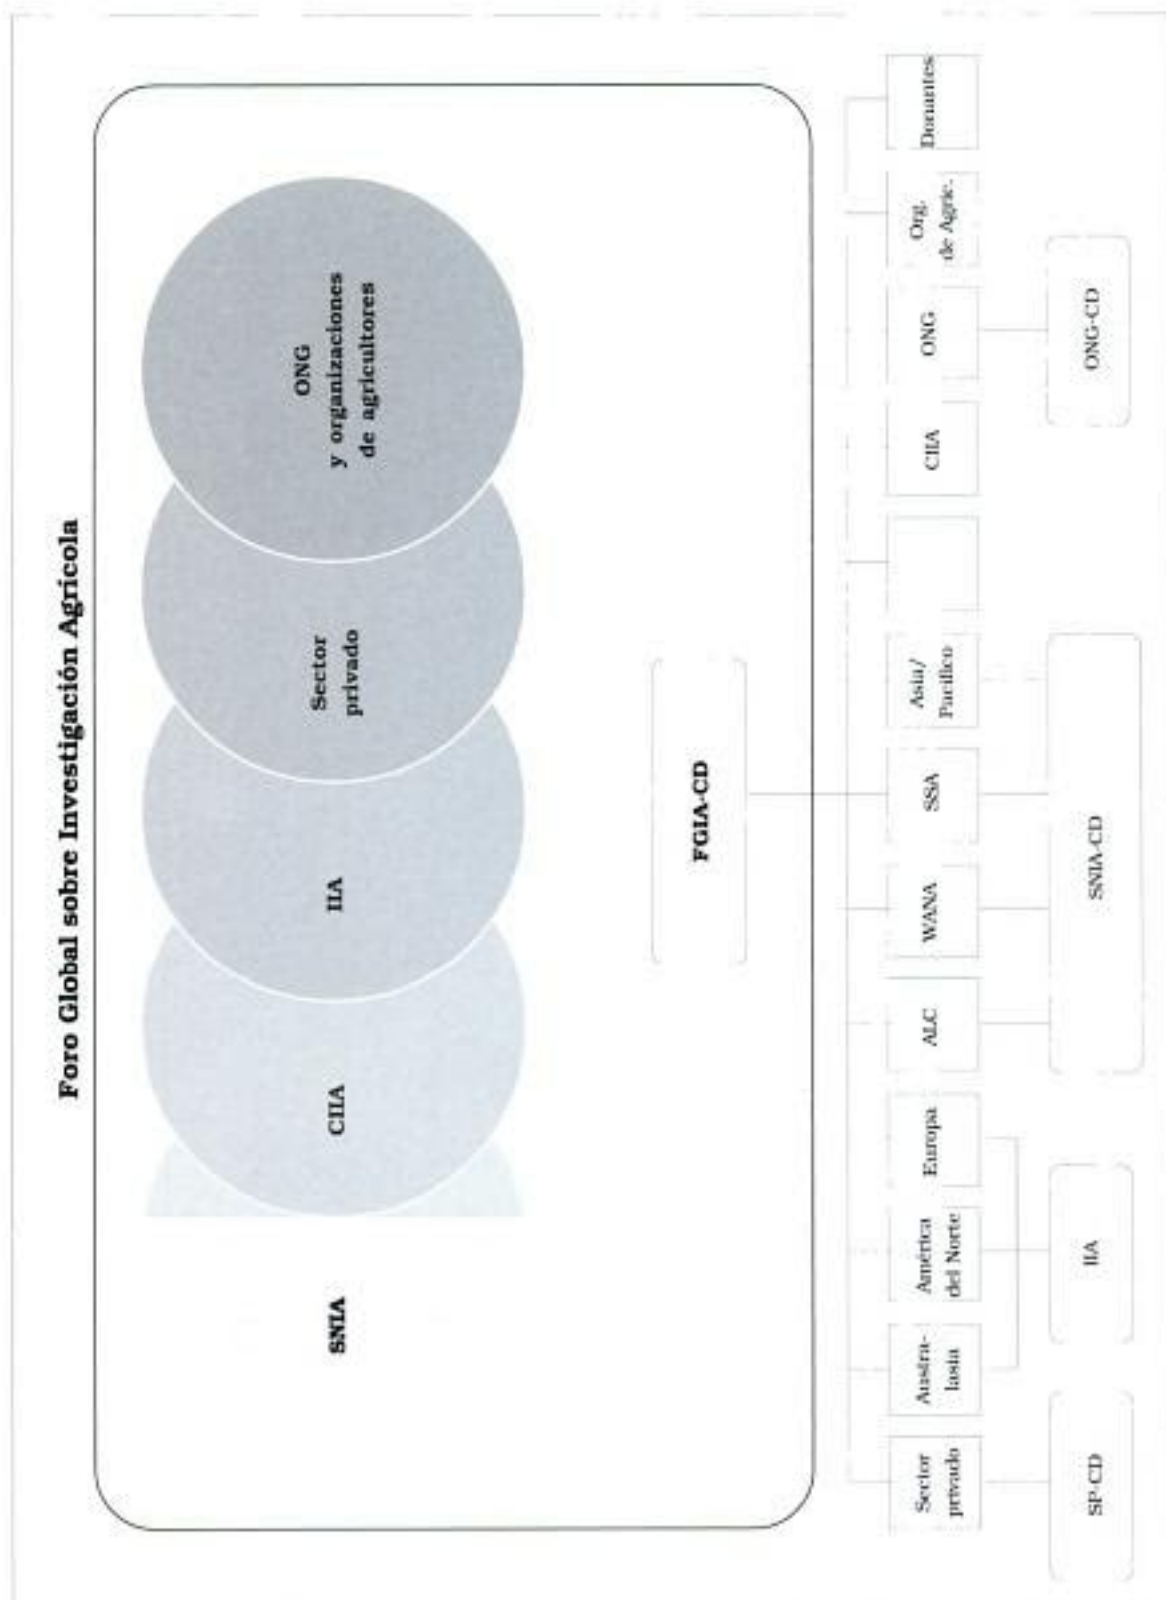 Foro Global sobre Investigación Agrícola
SNIA
CIIA
IIA
Sector
privado
ONG
y organizaciones
de agricultores
FGIA-CD
Sector
privado
Austra-
lasia
América
del Norte
Europa
ALC
WANA
SSA
Asia/
Pacífico
CIIA
ONG
Org.
de Agric.
Donantes
SP-CD
IIA
SNIA-CD
ONG-CD